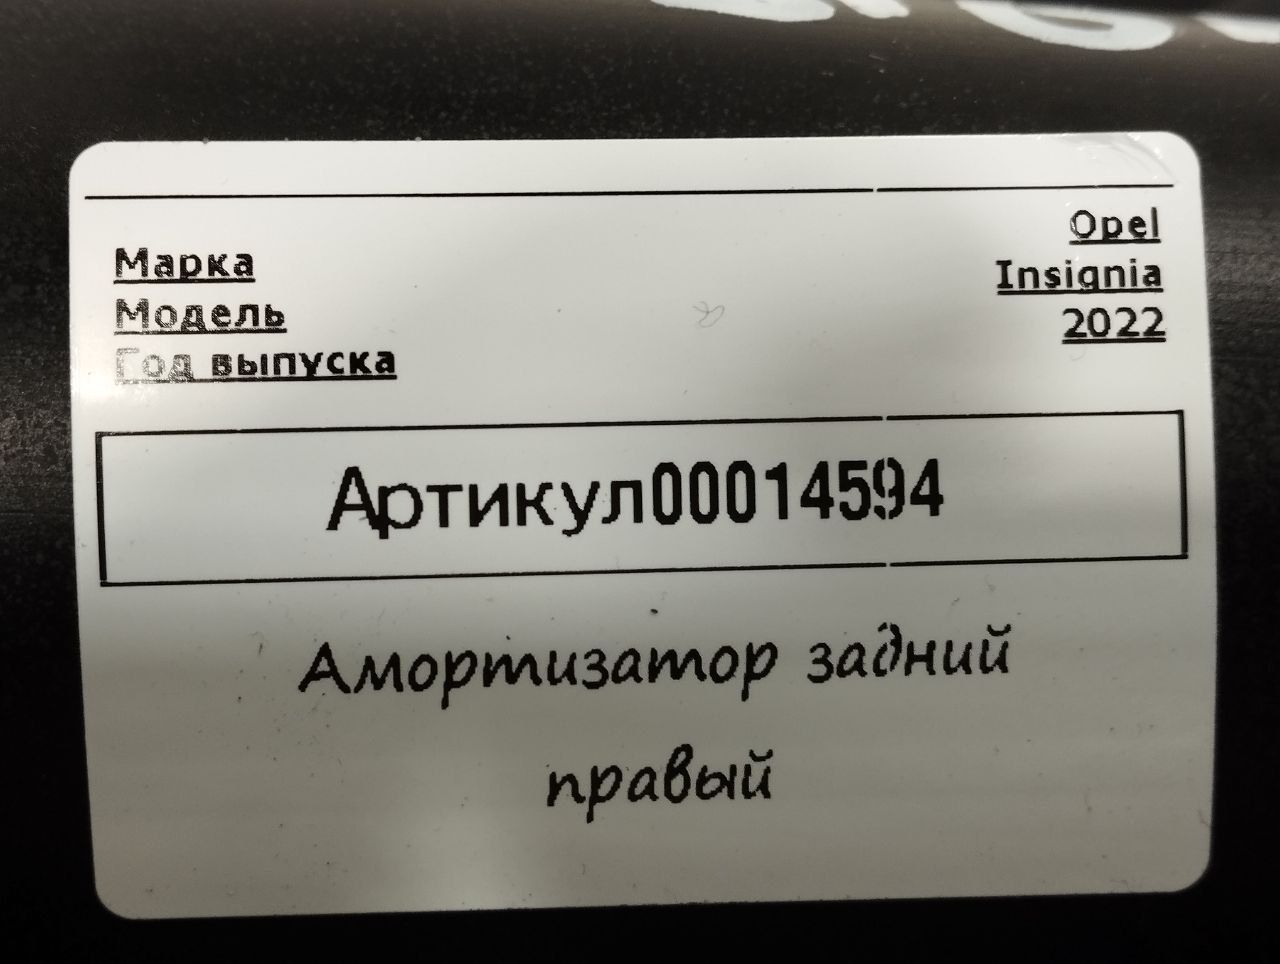 Марка Opel
Модель Insignia
Год выпуска 2022
Артикул00014594
Амортизатор задний
правый